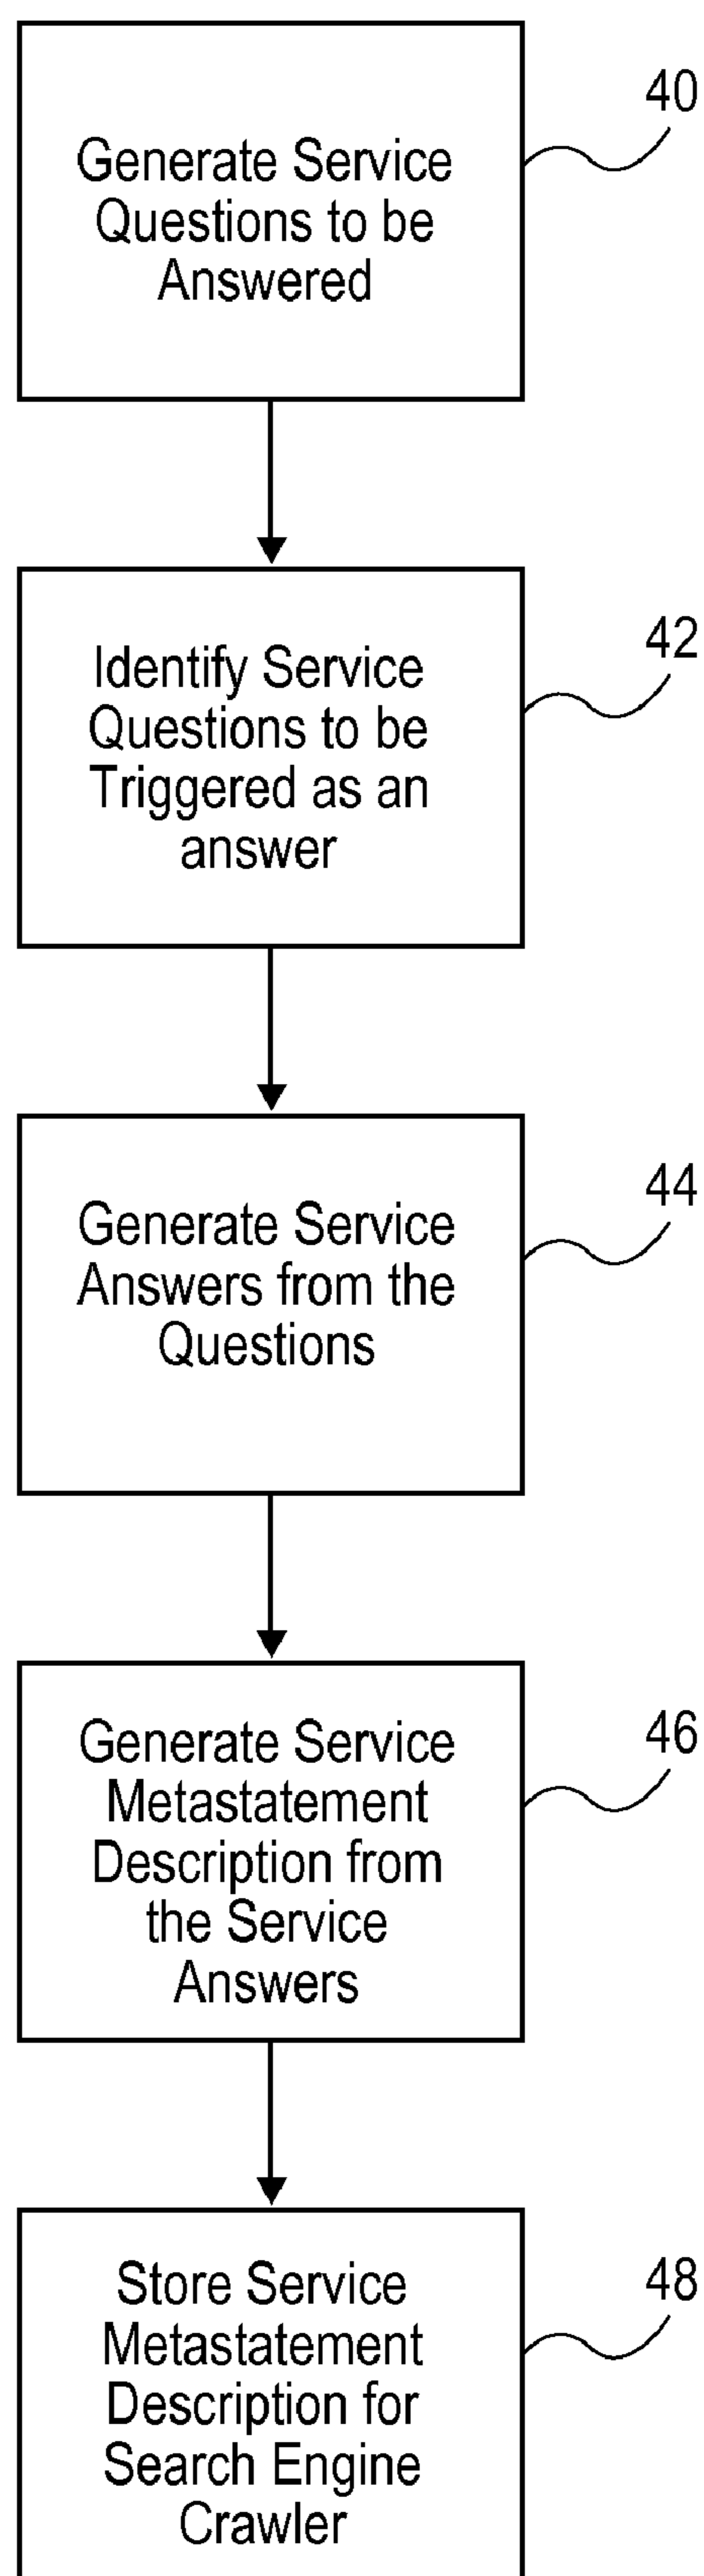 40
Generate Service
Questions to be
Answered
42
Identify Service
Questions to be
Triggered as an
answer
44
Generate Service
Answers from the
Questions
46
Generate Service
Metastatement
Description from
the Service
Answers
48
Store Service
Metastatement
Description for
Search Engine
Crawler